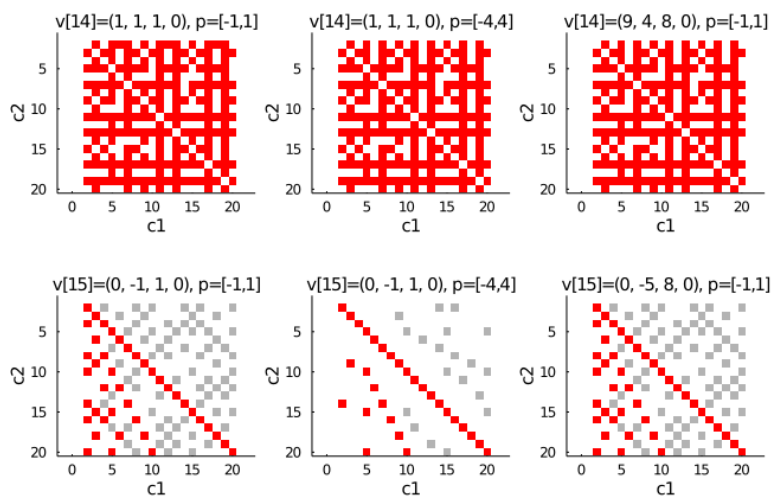 v[14]=(1, 1, 1, 0), p=[-1,1]
5
10
15
20
c2
0 5 10 15 20
c1
v[14]=(1, 1, 1, 0), p=[-4,4]
5
10
15
20
c2
0 5 10 15 20
c1
v[14]=(9, 4, 8, 0), p=[-1,1]
5
10
15
20
c2
0 5 10 15 20
c1
v[15]=(0, -1, 1, 0), p=[-1,1]
5
10
15
20
c2
0 5 10 15 20
c1
v[15]=(0, -1, 1, 0), p=[-4,4]
5
10
15
20
c2
0 5 10 15 20
c1
v[15]=(0, -5, 8, 0), p=[-1,1]
5
10
15
20
c2
0 5 10 15 20
c1